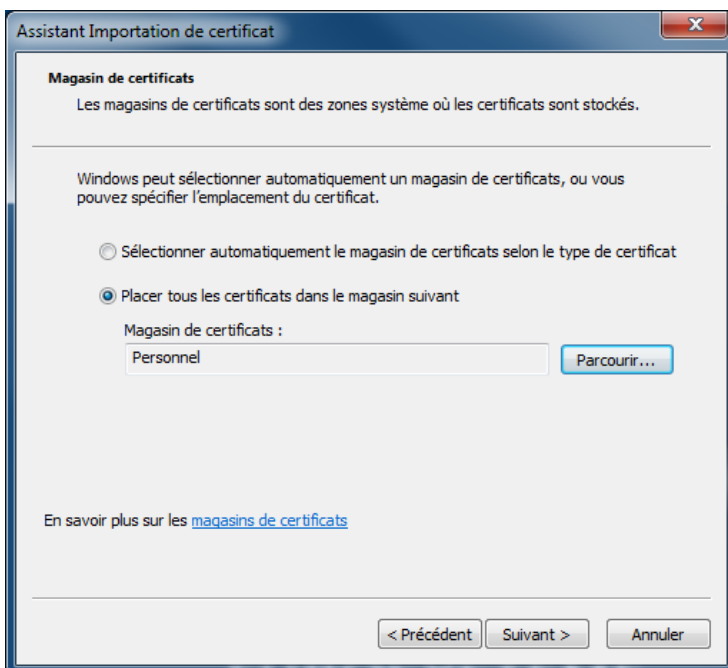 Assistant Importation de certificat
Magasin de certificats
Les magasins de certificats sont des zones système où les certificats sont stockés.
Windows peut sélectionner automatiquement un magasin de certificats, ou vous
pouvez spécifier l’emplacement du certificat.
Sélectionner automatiquement le magasin de certificats selon le type de certificat
Placer tous les certificats dans le magasin suivant
Magasin de certificats :
Personnel
Parcourir...
En savoir plus sur les magasins de certificats
< Précédent
Suivant >
Annuler